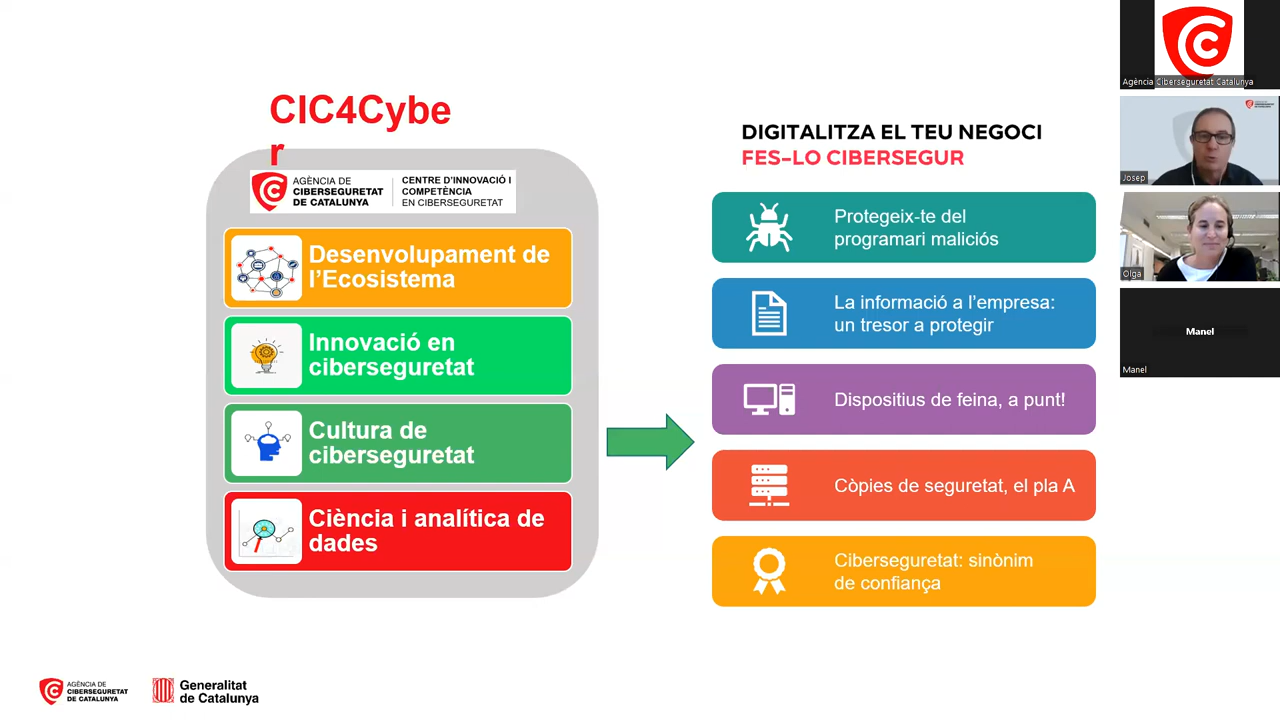 CIC4Cybe
r
AGÈNCIA DE
CIBERSEGURETAT
DE CATALUNYA
CENTRE D'INNOVACIÓ I
COMPETÈNCIA
EN CIBERSEGURETAT
Desenvolupament de
l'Ecosistema
Innovació en
ciberseguretat
Cultura de
ciberseguretat
Ciència i analítica de
dades
DIGITALITZA EL TEU NEGOCI
FES-LO CIBERSEGUR
Protegeix-te del
programari maliciós
La informació a l'empresa:
un tresor a protegir
Dispositius de feina, a punt!
Còpies de seguretat, el pla A
Ciberseguretat: sinònim
de confiança
AGÈNCIA DE
CIBERSEGURETAT
DE CATALUNYA
Generalitat
de Catalunya
Agència Ciberseguretat Catalunya
Josep
Olga
Manel
Manel